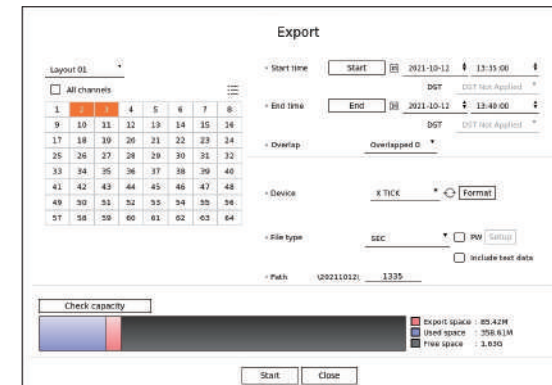 Export
Layout 01
All channels
1 2 3 4 5 6 7 8
9 10 11 12 13 14 15 16
17 18 19 20 21 22 23 24
25 26 27 28 29 30 31 32
33 34 35 36 37 38 39 40
41 42 43 44 45 46 47 48
49 50 51 52 53 54 55 56
57 58 59 60 61 62 63 64
Start time Start 2021-10-12 13:35:00
DST DST Not Applied
End time End 2021-10-12 13:40:00
DST DST Not Applied
Overlap Overlapped 0
Device X TICK Format
File type SEC PW Setup
Include text data
Path \20211012\ 1335
Check capacity
Export space : 85.42M
Used space : 358.61M
Free space : 1.63G
Start Close